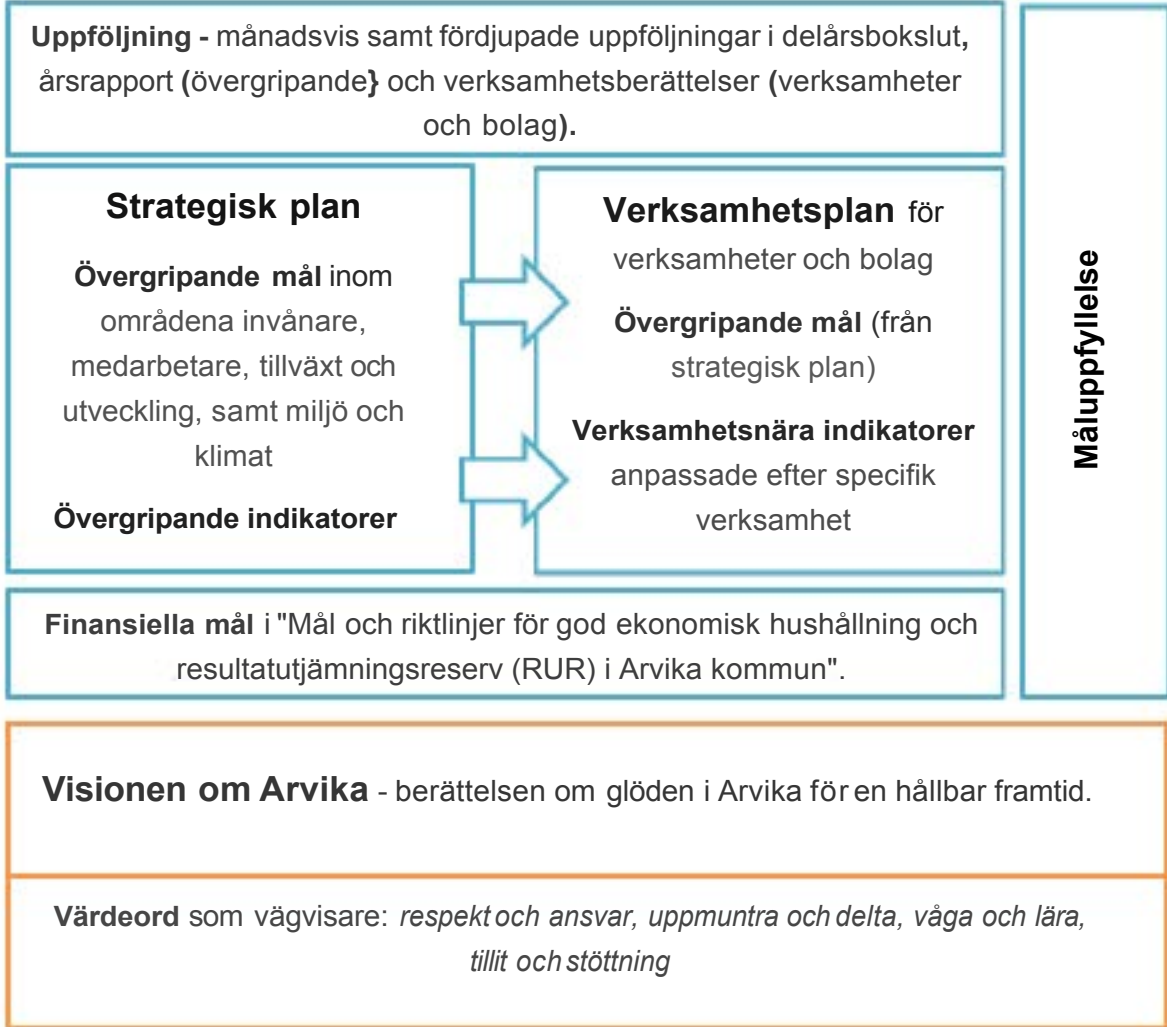 Uppföljning - månadsvis samt fördjupade uppföljningar i delårsbokslut,
årsrapport (övergripande} och verksamhetsberättelser (verksamheter
och bolag).
Strategisk plan
Övergripande mål inom
områdena invånare,
medarbetare, tillväxt och
utveckling, samt miljö och
klimat
Övergripande indikatorer
Verksamhetsplan för
verksamheter och bolag
Övergripande mål (från
strategisk plan)
Verksamhetsnära indikatorer
anpassade efter specifik
verksamhet
Måluppfyllelse
Finansiella mål i "Mål och riktlinjer för god ekonomisk hushållning och
resultatutjämningsreserv (RUR) i Arvika kommun".
Visionen om Arvika - berättelsen om glöden i Arvika för en hållbar framtid.
Värdeord som vägvisare: respekt och ansvar, uppmuntra och delta, våga och lära,
tillit och stöttning